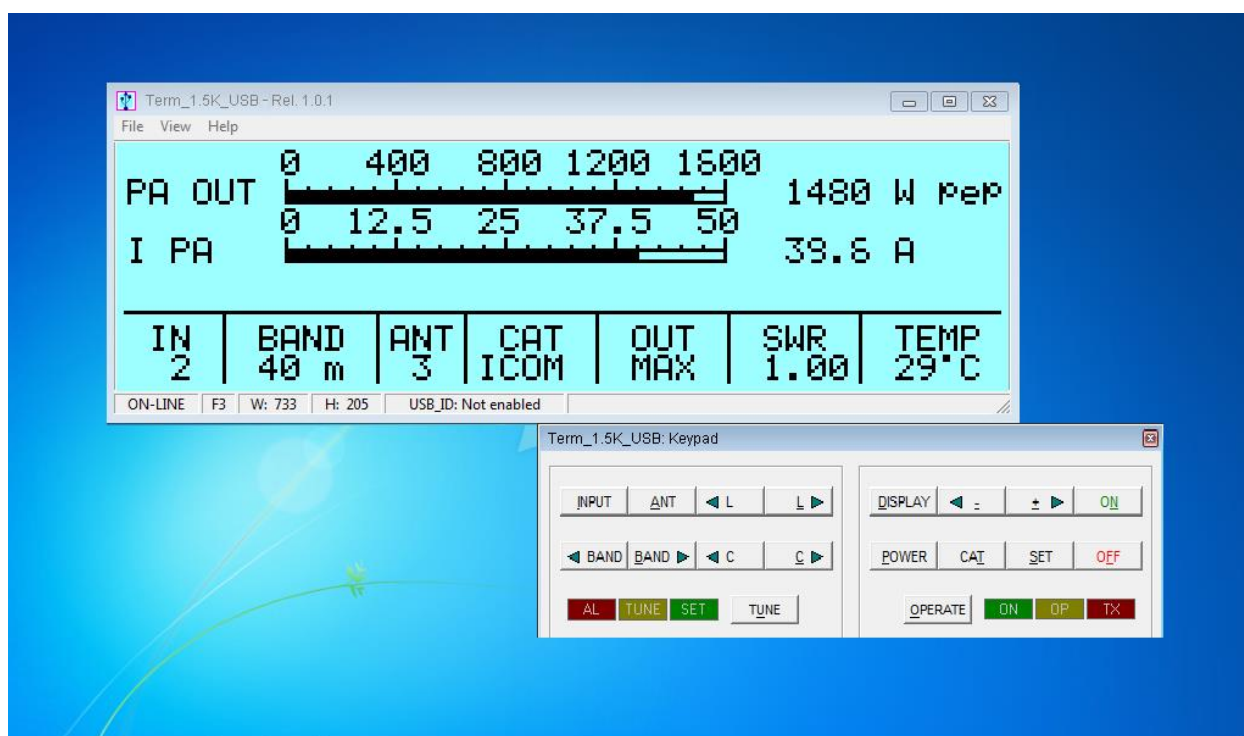 Term_1.5K_USB - Rel. 1.0.1
File View Help
0 400 800 1200 1600
PA OUT 1480 W pep
0 12.5 25 37.5 50
I PA 39.6 A
IN BAND ANT CAT OUT SWR TEMP
2 40 m 3 ICOM MAX 1.00 29°C
ON-LINE F3 W: 733 H: 205 USB_ID: Not enabled
Term_1.5K_USB: Keypad
INPUT ANT ◀ L L ▶ DISPLAY ◀ - ± ▶ ON
◀ BAND BAND ▶ ◀ C C ▶ POWER CAT SET OFF
AL TUNE SET TUNE OPERATE ON OP TX